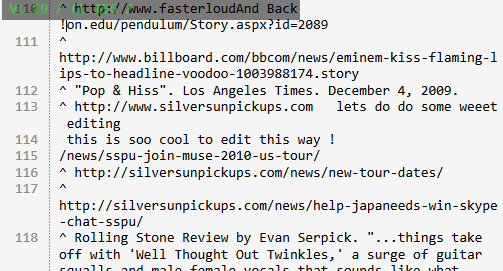 110 ^ http://www.fasterloudAnd Back
!on.edu/pendulum/Story.aspx?id=2089
111 ^
http://www.billboard.com/bbcom/news/eminem-kiss-flaming-l
ips-to-headline-voodoo-1003988174.story
112 ^ "Pop & Hiss". Los Angeles Times. December 4, 2009.
113 ^ http://www.silversunpickups.com   lets do do some weeet
editing
114 this is soo cool to edit this way !
115 /news/sspu-join-muse-2010-us-tour/
116 ^ http://silversunpickups.com/news/new-tour-dates/
117 ^
http://silversunpickups.com/news/help-japaneeds-win-skype
-chat-sspu/
118 ^ Rolling Stone Review by Evan Serpick. "...things take
off with 'Well Thought Out Twinkles,' a surge of guitar
squalls and male-female vocals that sounds like what